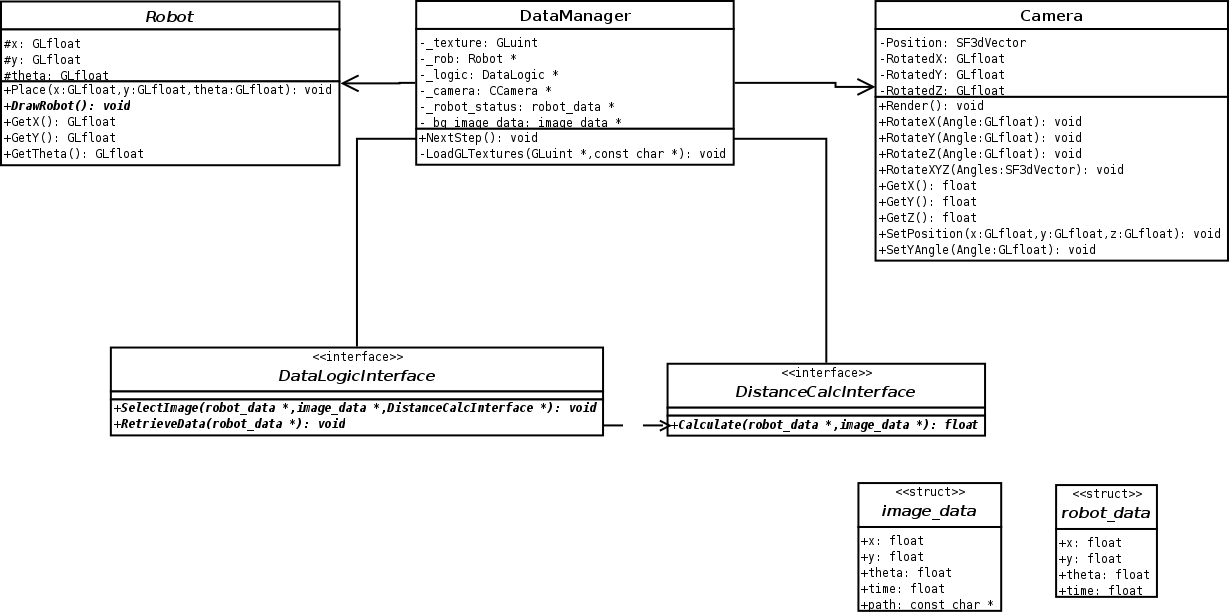 Robot
#x: GLfloat
#y: GLfloat
#theta: GLfloat
+Place(x:GLfloat,y:GLfloat,theta:GLfloat): void
+DrawRobot(): void
+GetX(): GLfloat
+GetY(): GLfloat
+GetTheta(): GLfloat
DataManager
-_texture: GLuint
-_rob: Robot *
-_logic: DataLogic *
-_camera: CCamera *
-_robot_status: robot_data *
-_bg_image_data: image_data *
+NextStep(): void
-LoadGLTextures(GLuint *,const char *): void
Camera
-Position: SF3dVector
-RotatedX: GLfloat
-RotatedY: GLfloat
-RotatedZ: GLfloat
+Render(): void
+RotateX(Angle:GLfloat): void
+RotateY(Angle:GLfloat): void
+RotateZ(Angle:GLfloat): void
+RotateXYZ(Angles:SF3dVector): void
+GetX(): float
+GetY(): float
+GetZ(): float
+SetPosition(x:GLfloat,y:GLfloat,z:GLfloat): void
+SetYAngle(Angle:GLfloat): void
<<interface>>
DataLogicInterface
+SelectImage(robot_data *,image_data *,DistanceCalcInterface *): void
+RetrieveData(robot_data *): void
<<interface>>
DistanceCalcInterface
+Calculate(robot_data *,image_data *): float
<<struct>>
image_data
+x: float
+y: float
+theta: float
+time: float
+path: const char *
<<struct>>
robot_data
+x: float
+y: float
+theta: float
+time: float